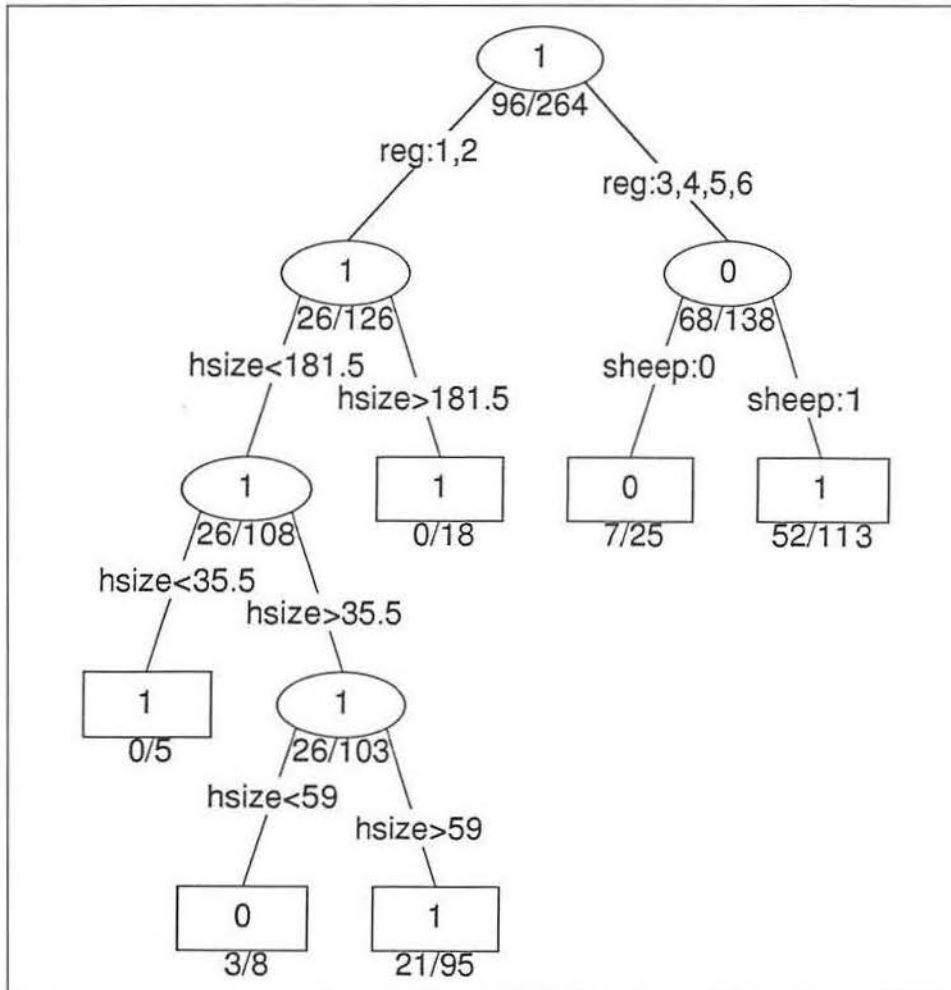 1
96/264
reg:1,2
reg:3,4,5,6
1
0
26/126
68/138
hsize<181.5
sheep:0
hsize>181.5
sheep:1
1
1
0
1
26/108
0/18
7/25
52/113
hsize<35.5
hsize>35.5
1
1
0/5
26/103
hsize<59
hsize>59
0
1
3/8
21/95